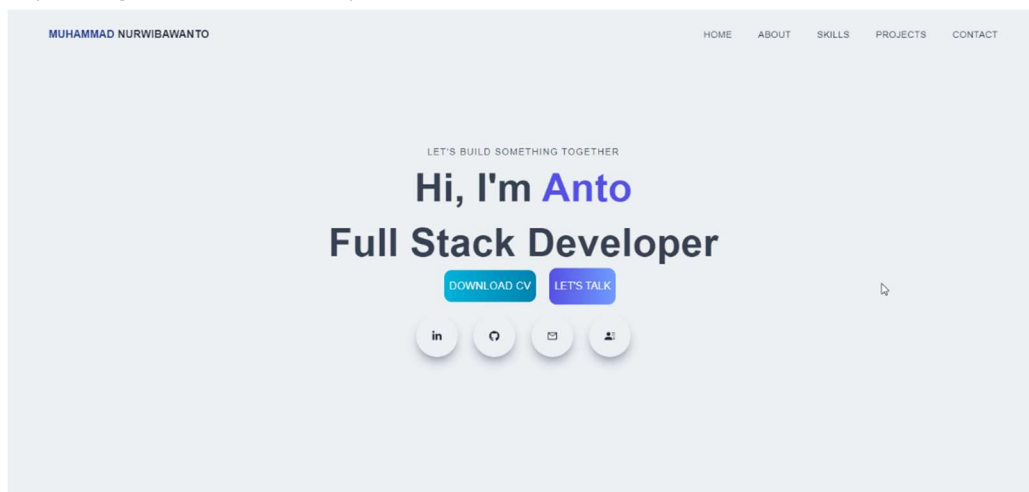 MUHAMMAD NURWIBAWANTO
HOME ABOUT SKILLS PROJECTS CONTACT
LET'S BUILD SOMETHING TOGETHER
Hi, I'm Anto
Full Stack Developer
DOWNLOAD CV LET'S TALK
in